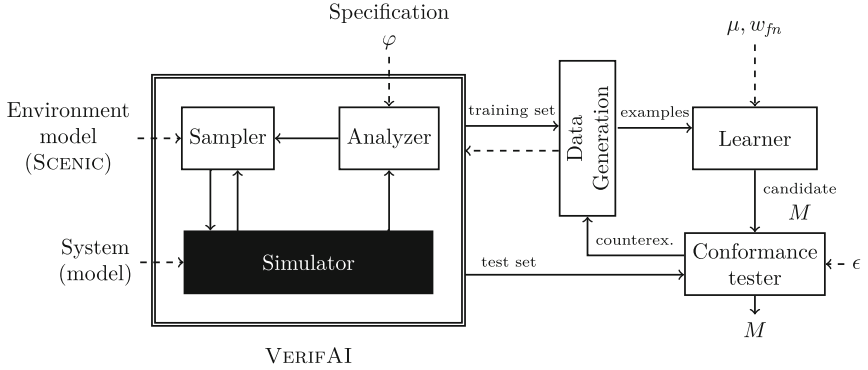 Specification
φ
μ, w_fn
Environment
model
(SCENIC)
Sampler
Analyzer
training set
Data
Generation
examples
Learner
candidate
M
System
(model)
Simulator
counterex.
test set
Conformance
tester
ϵ
M
VERIFAI